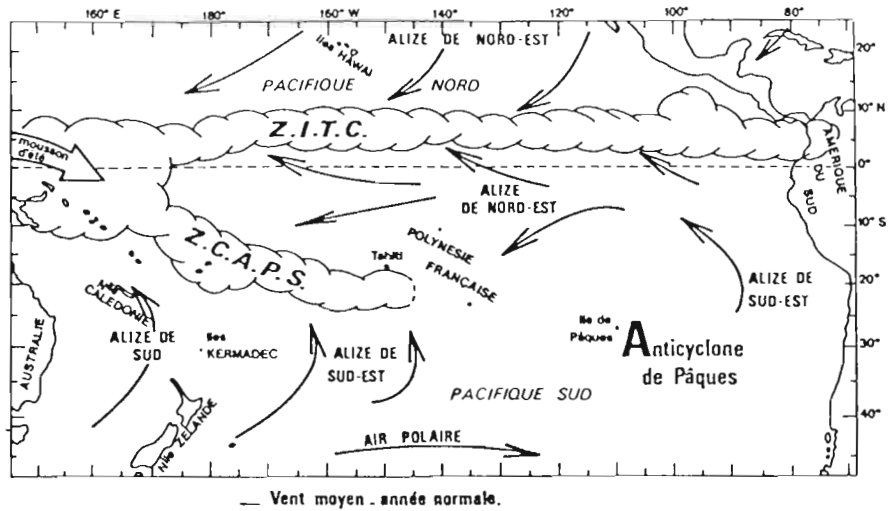 160° E
180°
160° W
140°
120°
100°
80°
Iles HAWAI
ALIZE DE NORD-EST
20°
PACIFIQUE NORD
10° N
Z.I.T.C.
mousson
d'été
0°
AMERIQUE
DU
SUD
ALIZE
DE NORD-EST
10° S
Z.C.A.P.S.
POLYNESIE
FRANÇAISE
Tahiti
20°
ALIZE DE
SUD-EST
CALEDONIE
AUSTRALIE
ALIZE DE
SUD
Iles
KERMADEC
ALIZE DE
SUD-EST
Ile de
Pâques
Anticyclone
de Pâques
30°
PACIFIQUE SUD
40°
Nlle ZELANDE
AIR POLAIRE
Vent moyen - année normale.